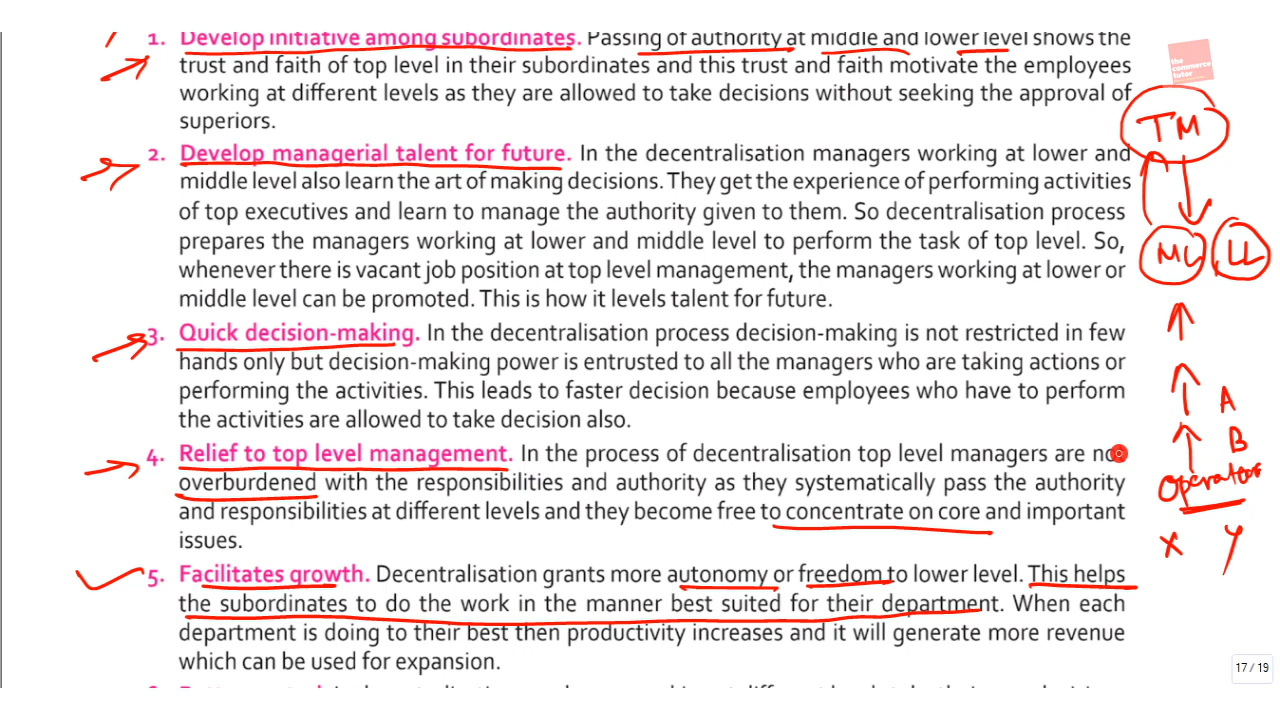 1. Develop initiative among subordinates. Passing of authority at middle and lower level shows the
trust and faith of top level in their subordinates and this trust and faith motivate the employees
working at different levels as they are allowed to take decisions without seeking the approval of
superiors.
the
commerce
tutor
TM
2. Develop managerial talent for future. In the decentralisation managers working at lower and
middle level also learn the art of making decisions. They get the experience of performing activities
of top executives and learn to manage the authority given to them. So decentralisation process
prepares the managers working at lower and middle level to perform the task of top level. So,
whenever there is vacant job position at top level management, the managers working at lower or
middle level can be promoted. This is how it levels talent for future.
ML LL
3. Quick decision-making. In the decentralisation process decision-making is not restricted in few
hands only but decision-making power is entrusted to all the managers who are taking actions or
performing the activities. This leads to faster decision because employees who have to perform
the activities are allowed to take decision also.
A
B
4. Relief to top level management. In the process of decentralisation top level managers are no
overburdened with the responsibilities and authority as they systematically pass the authority
and responsibilities at different levels and they become free to concentrate on core and important
issues.
Operator
X Y
5. Facilitates growth. Decentralisation grants more autonomy or freedom to lower level. This helps
the subordinates to do the work in the manner best suited for their department. When each
department is doing to their best then productivity increases and it will generate more revenue
which can be used for expansion.
17 / 19